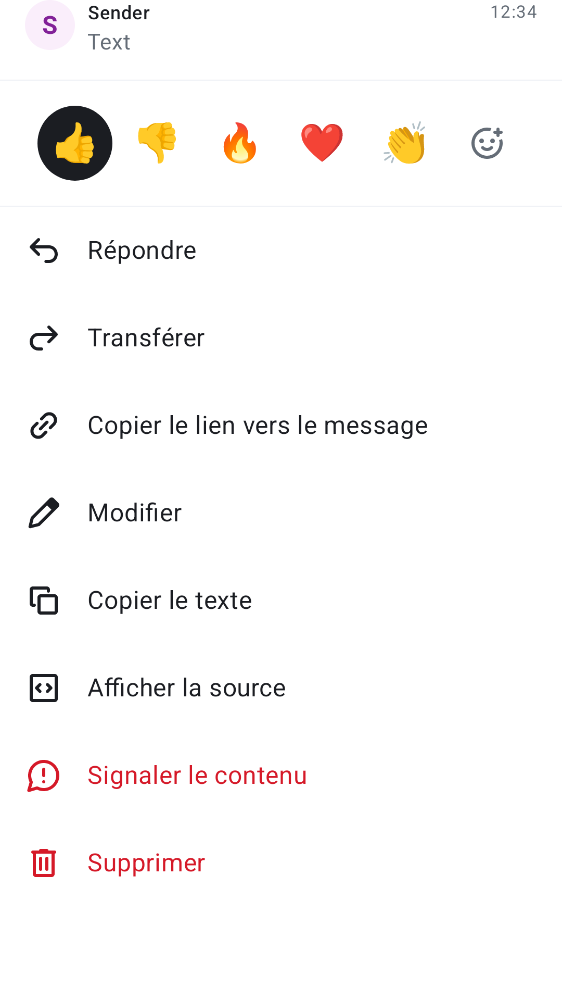 S
Sender
12:34
Text
Répondre
Transférer
Copier le lien vers le message
Modifier
Copier le texte
Afficher la source
Signaler le contenu
Supprimer